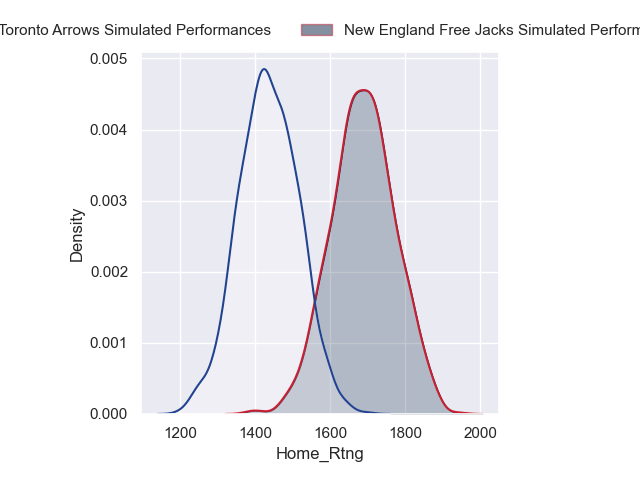 Toronto Arrows Simulated Performances
New England Free Jacks Simulated Perform
0.005
0.004
0.003
0.002
0.001
0.000
Density
1200 1400 1600 1800 2000
Home_Rtng